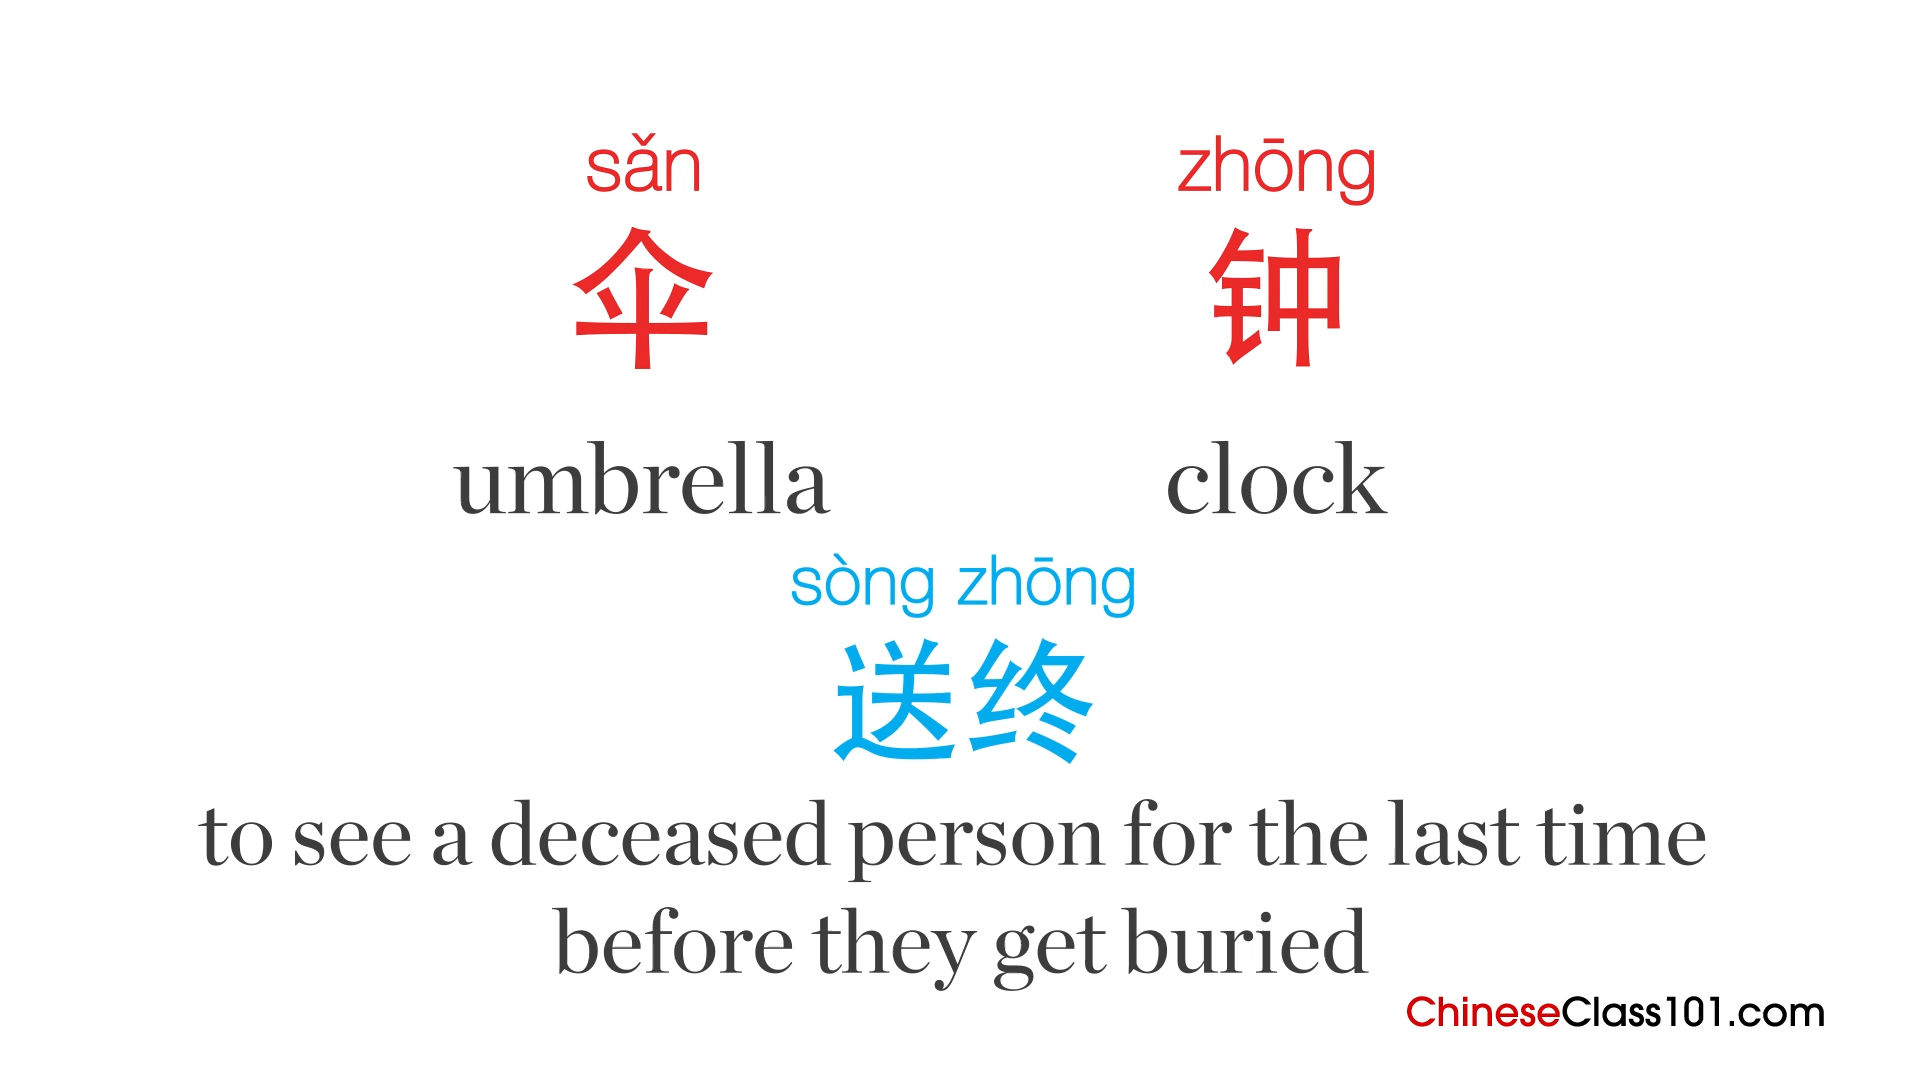 sǎn zhōng
伞 钟
umbrella clock
sòng zhōng
送终
to see a deceased person for the last time
before they get buried
ChineseClass101.com